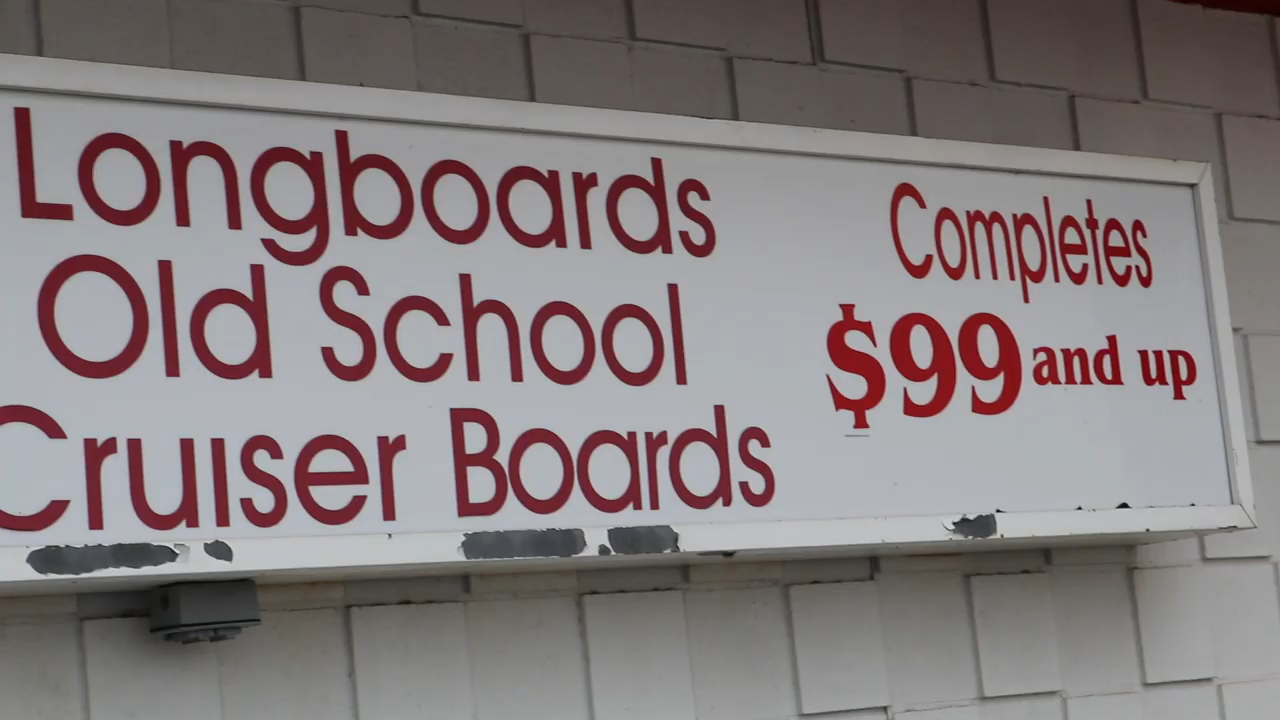 Longboards
Old School
Cruiser Boards
Completes
$99 and up